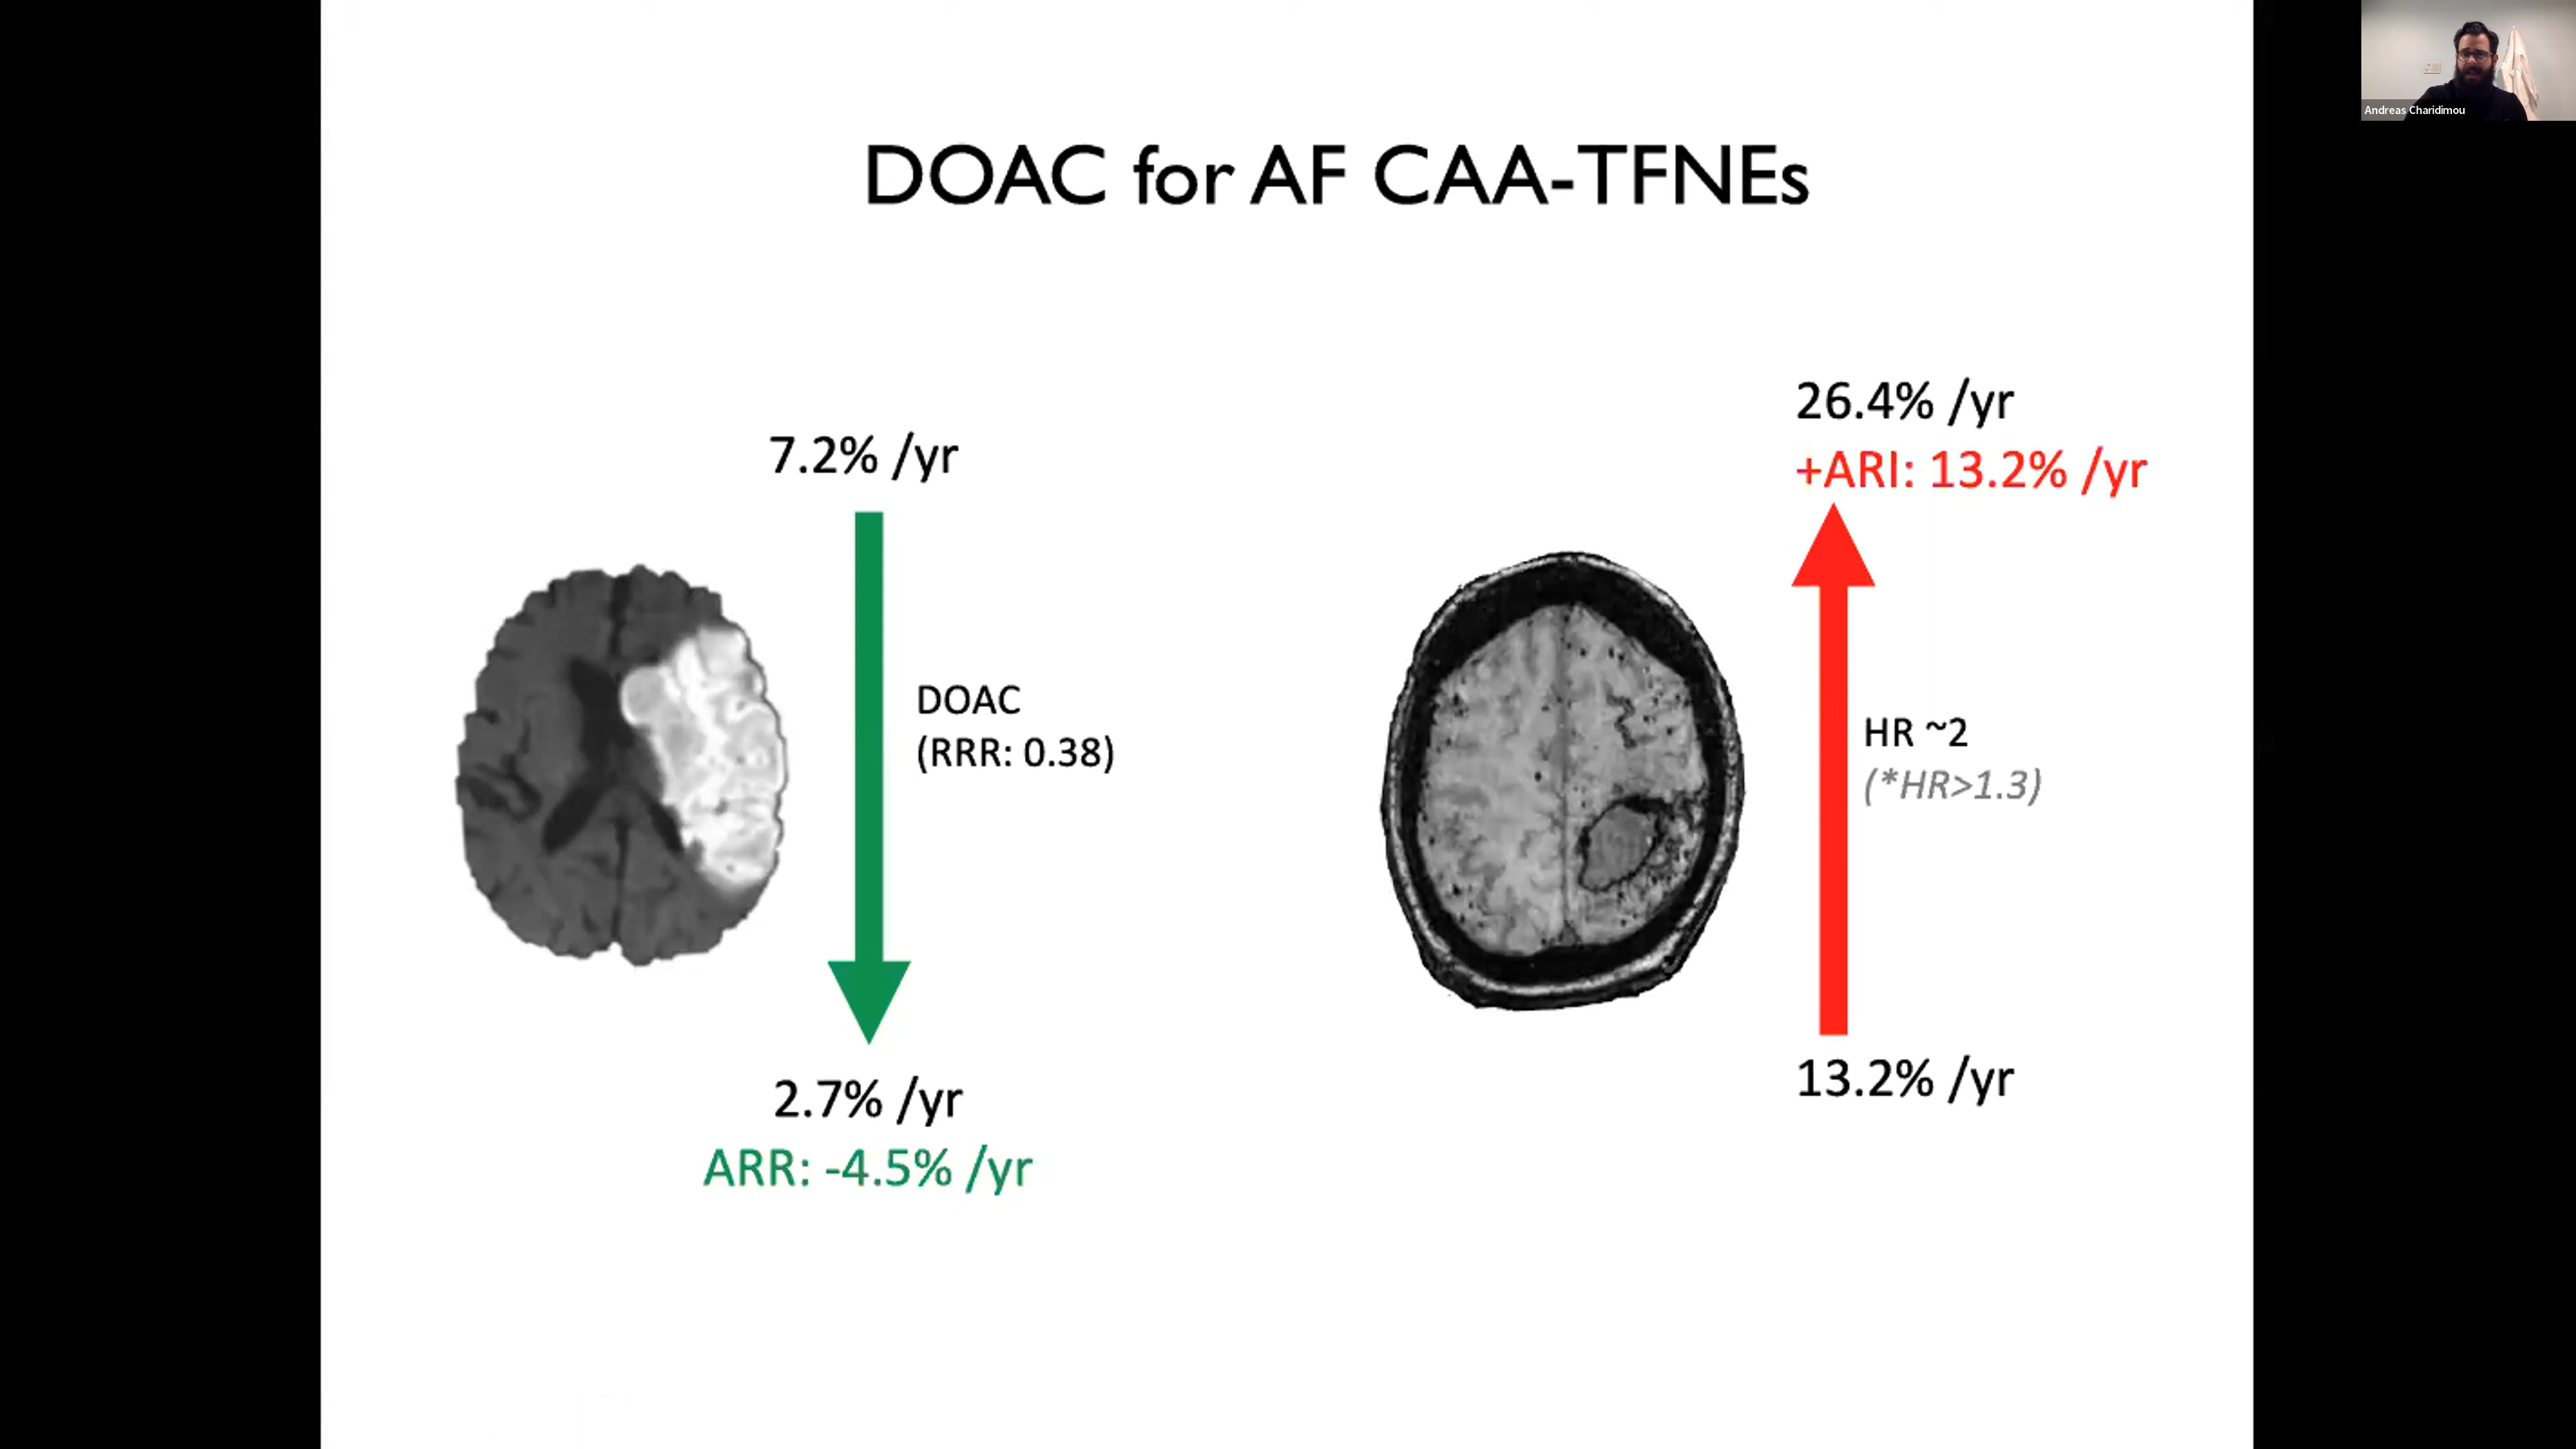 DOAC for AF CAA-TFNEs
7.2% /yr
DOAC
(RRR: 0.38)
2.7% /yr
ARR: -4.5% /yr
26.4% /yr
+ARI: 13.2% /yr
HR ~2
(*HR>1.3)
13.2% /yr
Andreas Charidimou